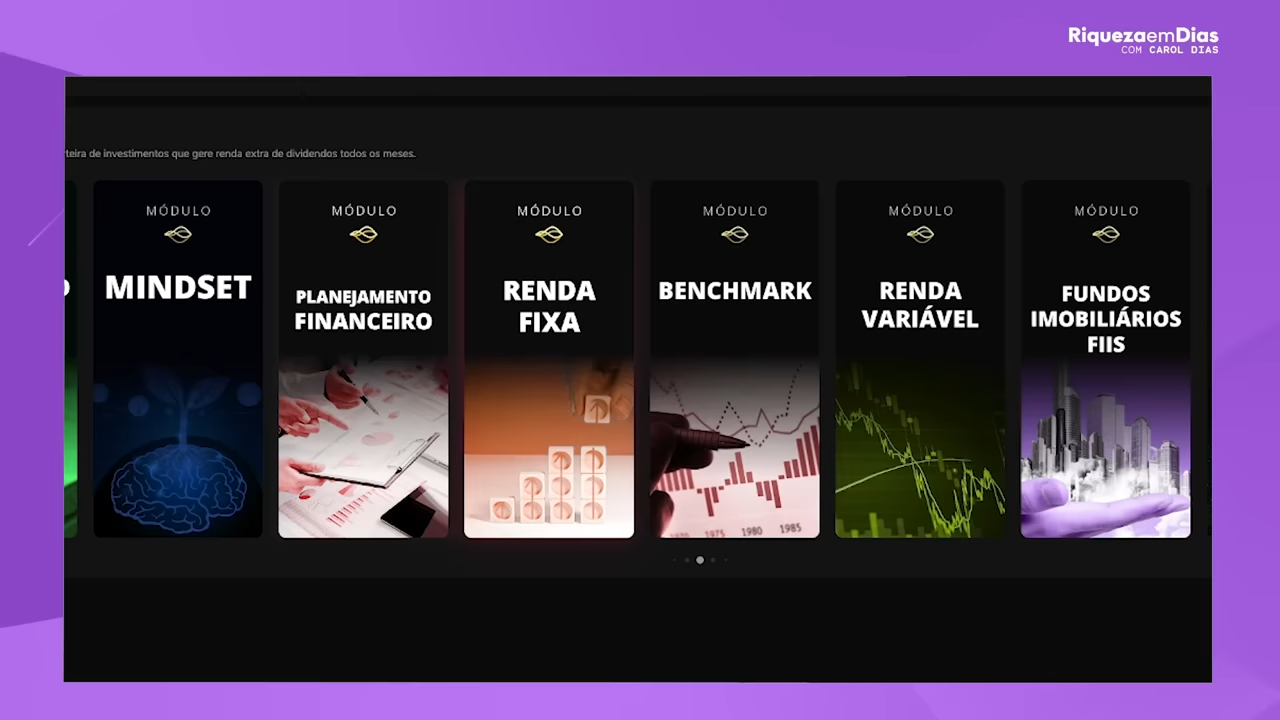 RiquezaemDias
COM CAROL DIAS
teira de investimentos que gere renda extra de dividendos todos os meses.
MÓDULO
MINDSET
MÓDULO
PLANEJAMENTO
FINANCEIRO
MÓDULO
RENDA
FIXA
MÓDULO
BENCHMARK
1975
1980
1985
MÓDULO
RENDA
VARIÁVEL
MÓDULO
FUNDOS
IMOBILIÁRIOS
FIIS